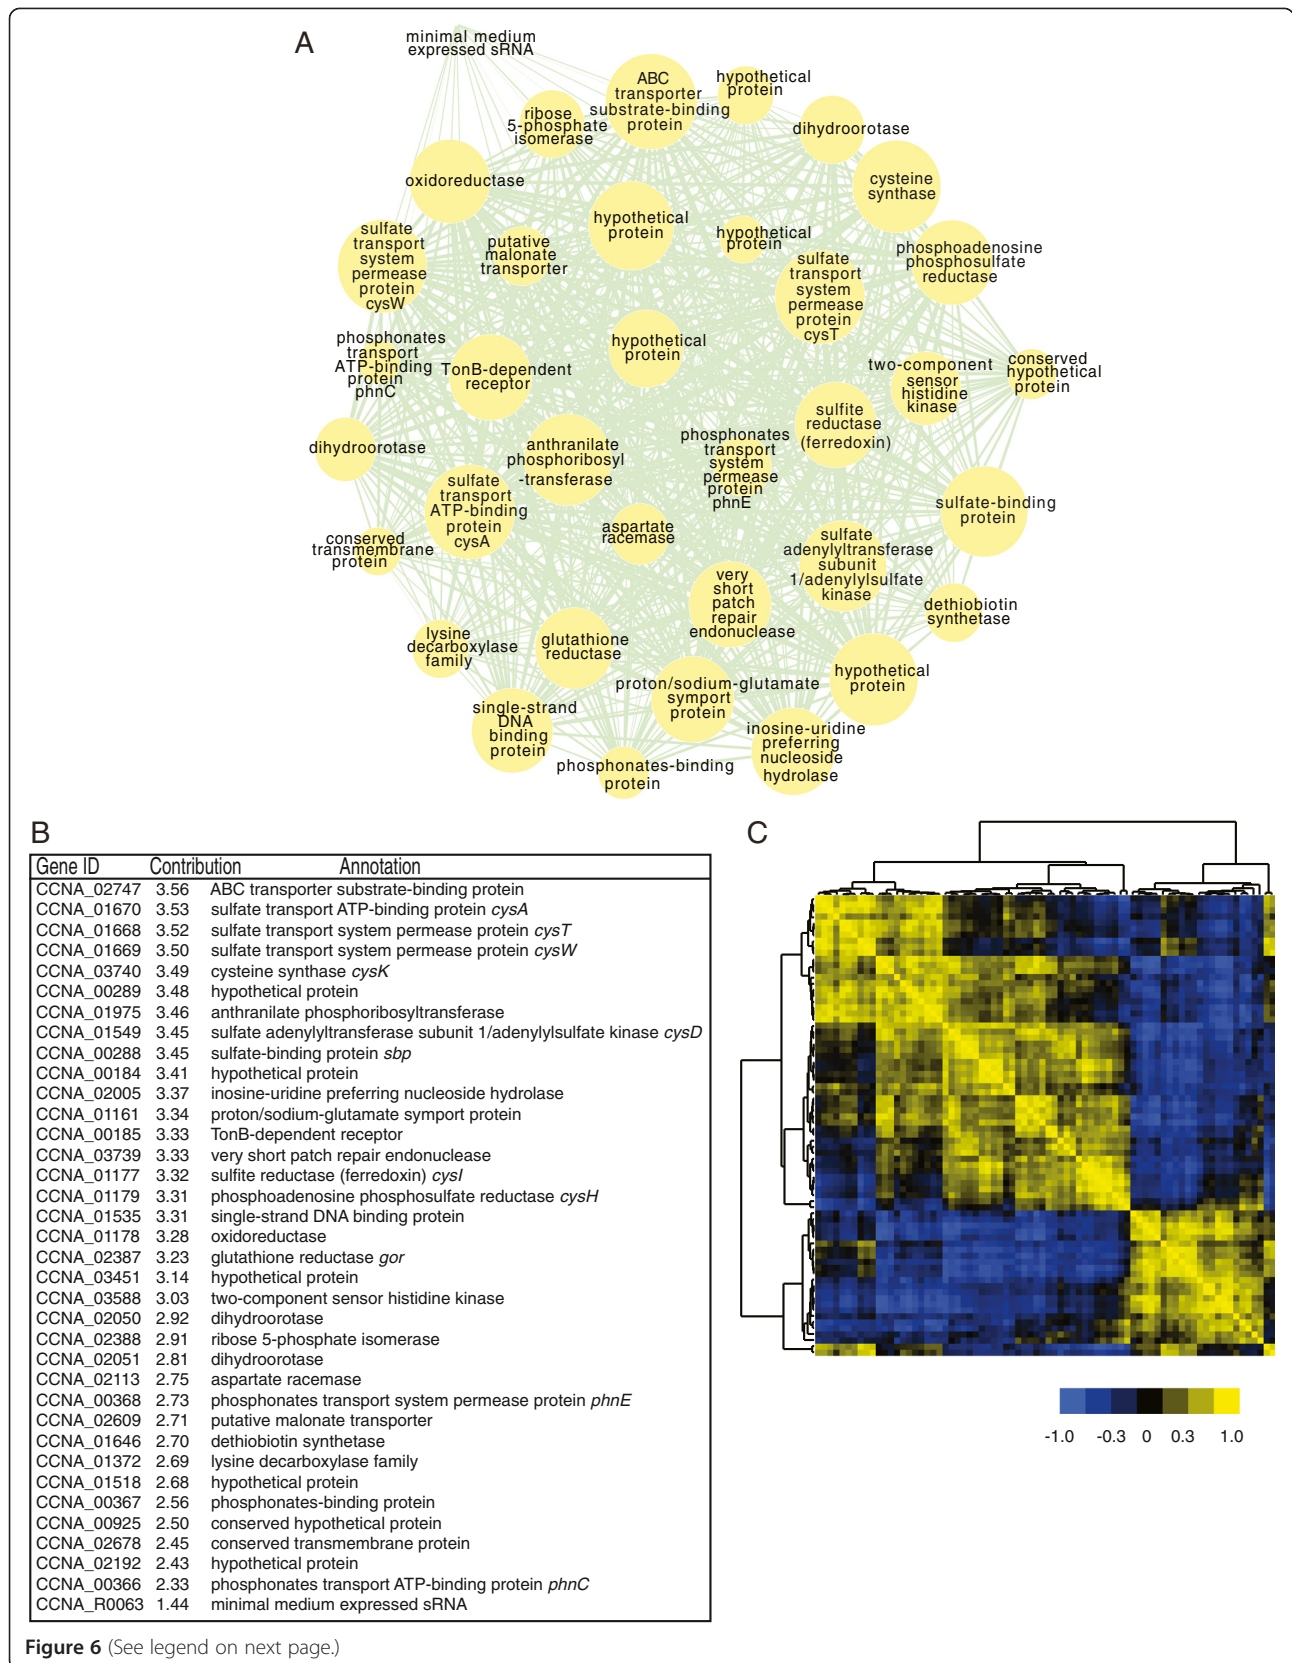 A
minimal medium
expressed sRNA
ABC
transporter
substrate-binding
protein
hypothetical
protein
ribose
5-phosphate
isomerase
dihydroorotase
oxidoreductase
cysteine
synthase
hypothetical
protein
hypothetical
protein
sulfate
transport
system
permease
protein
cysW
putative
malonate
transporter
sulfate
transport
system
permease
protein
cysT
phosphoadenosine
phosphosulfate
reductase
phosphonates
transport
ATP-binding
protein
phnC
TonB-dependent
receptor
hypothetical
protein
two-component
sensor
histidine
kinase
conserved
hypothetical
protein
sulfite
reductase
(ferredoxin)
dihydroorotase
anthranilate
phosphoribosyl
-transferase
phosphonates
transport
system
permease
protein
phnE
sulfate
transport
ATP-binding
protein
cysA
sulfate-binding
protein
conserved
transmembrane
protein
aspartate
racemase
sulfate
adenylyltransferase
subunit
1/adenylylsulfate
kinase
very
short
patch
repair
endonuclease
dethiobiotin
synthetase
lysine
decarboxylase
family
glutathione
reductase
hypothetical
protein
proton/sodium-glutamate
symport
protein
single-strand
DNA
binding
protein
inosine-uridine
preferring
nucleoside
hydrolase
phosphonates-binding
protein
B
Gene ID Contribution Annotation
CCNA_02747 3.56 ABC transporter substrate-binding protein
CCNA_01670 3.53 sulfate transport ATP-binding protein cysA
CCNA_01668 3.52 sulfate transport system permease protein cysT
CCNA_01669 3.50 sulfate transport system permease protein cysW
CCNA_03740 3.49 cysteine synthase cysK
CCNA_00289 3.48 hypothetical protein
CCNA_01975 3.46 anthranilate phosphoribosyltransferase
CCNA_01549 3.45 sulfate adenylyltransferase subunit 1/adenylylsulfate kinase cysD
CCNA_00288 3.45 sulfate-binding protein sbp
CCNA_00184 3.41 hypothetical protein
CCNA_02005 3.37 inosine-uridine preferring nucleoside hydrolase
CCNA_01161 3.34 proton/sodium-glutamate symport protein
CCNA_00185 3.33 TonB-dependent receptor
CCNA_03739 3.33 very short patch repair endonuclease
CCNA_01177 3.32 sulfite reductase (ferredoxin) cysI
CCNA_01179 3.31 phosphoadenosine phosphosulfate reductase cysH
CCNA_01535 3.31 single-strand DNA binding protein
CCNA_01178 3.28 oxidoreductase
CCNA_02387 3.23 glutathione reductase gor
CCNA_03451 3.14 hypothetical protein
CCNA_03588 3.03 two-component sensor histidine kinase
CCNA_02050 2.92 dihydroorotase
CCNA_02388 2.91 ribose 5-phosphate isomerase
CCNA_02051 2.81 dihydroorotase
CCNA_02113 2.75 aspartate racemase
CCNA_00368 2.73 phosphonates transport system permease protein phnE
CCNA_02609 2.71 putative malonate transporter
CCNA_01646 2.70 dethiobiotin synthetase
CCNA_01372 2.69 lysine decarboxylase family
CCNA_01518 2.68 hypothetical protein
CCNA_00367 2.56 phosphonates-binding protein
CCNA_00925 2.50 conserved hypothetical protein
CCNA_02678 2.45 conserved transmembrane protein
CCNA_02192 2.43 hypothetical protein
CCNA_00366 2.33 phosphonates transport ATP-binding protein phnC
CCNA_R0063 1.44 minimal medium expressed sRNA
C
-1.0 -0.3 0 0.3 1.0
Figure 6 (See legend on next page.)